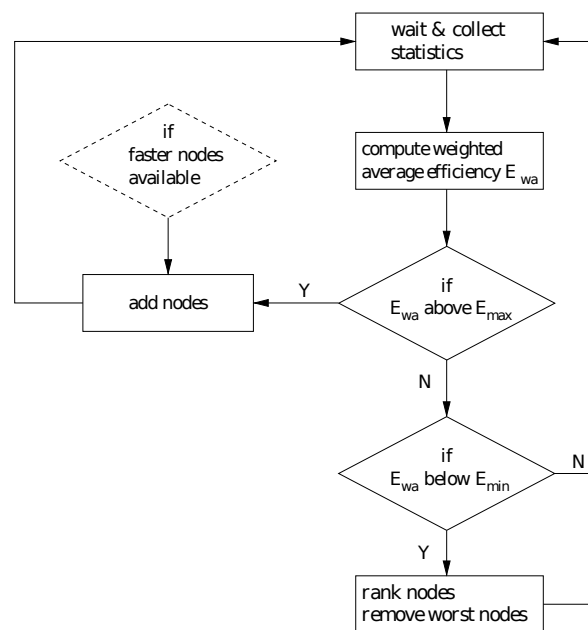 wait & collect
statistics
if
faster nodes
available
compute weighted
average efficiency E wa
add nodes
Y
if
E wa above E max
N
if
E wa below E min
N
Y
rank nodes
remove worst nodes